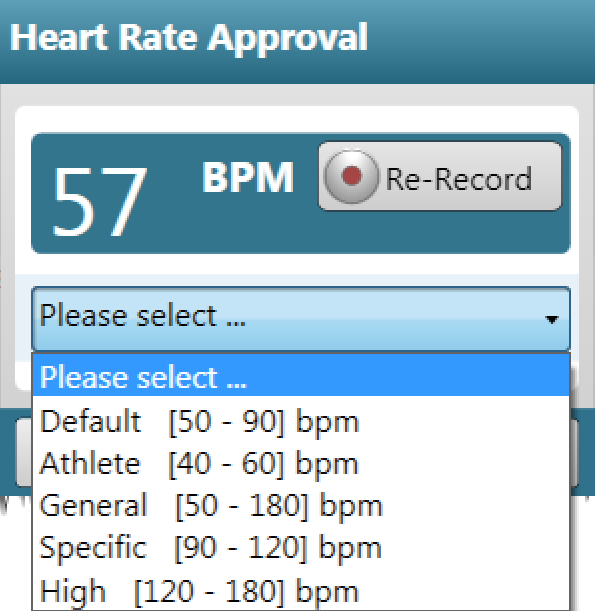 Heart Rate Approval
57 BPM Re-Record
Please select ...
Please select ...
Default [50 - 90] bpm
Athlete [40 - 60] bpm
General [50 - 180] bpm
Specific [90 - 120] bpm
High [120 - 180] bpm